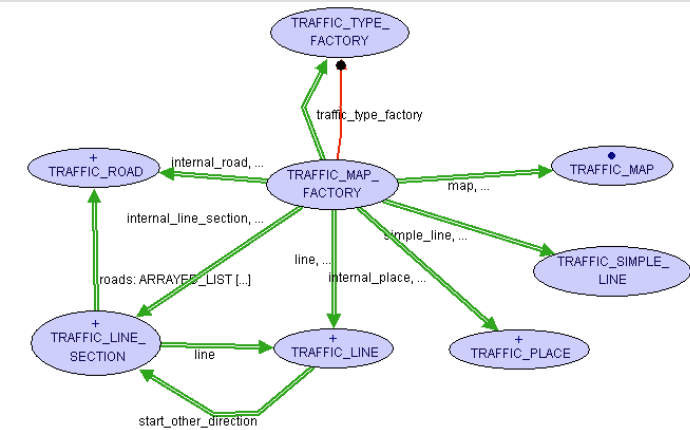 TRAFFIC_TYPE_
FACTORY
traffic_type_factory
+
TRAFFIC_ROAD
internal_road, ...
TRAFFIC_MAP_
FACTORY
map, ...
TRAFFIC_MAP
internal_line_section, ...
simple_line, ...
line, ...
internal_place, ...
TRAFFIC_SIMPLE_
LINE
roads: ARRAYED_LIST [...]
+
TRAFFIC_LINE_
SECTION
line
+
TRAFFIC_LINE
+
TRAFFIC_PLACE
start_other_direction